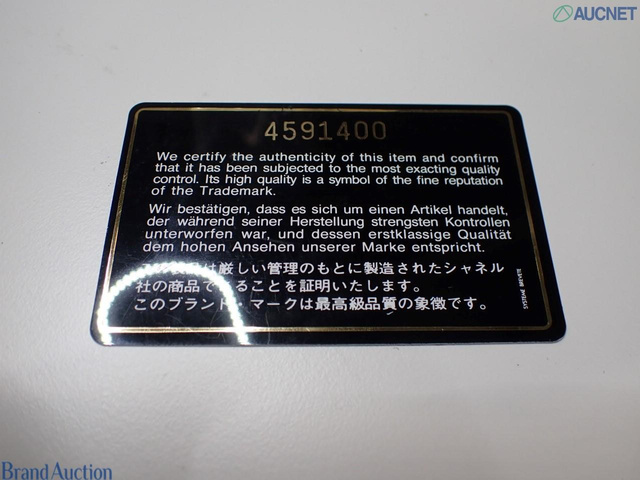 AUCNET
4591400
We certify the authenticity of this item and confirm
that it has been subjected to the most exacting quality
control. Its high quality is a symbol of the fine reputation
of the Trademark.
Wir bestätigen, dass es sich um einen Artikel handelt,
der während seiner Herstellung strengsten Kontrollen
unterworfen war, und dessen erstklassige Qualität
dem hohen Ansehen unserer Marke entspricht.
製品は厳しい管理のもとに製造されたシャネル
社の商品であることを証明いたします。
このブランド・マークは最高級品質の象徴です。
SYSTEME BREVETE
Brand Auction